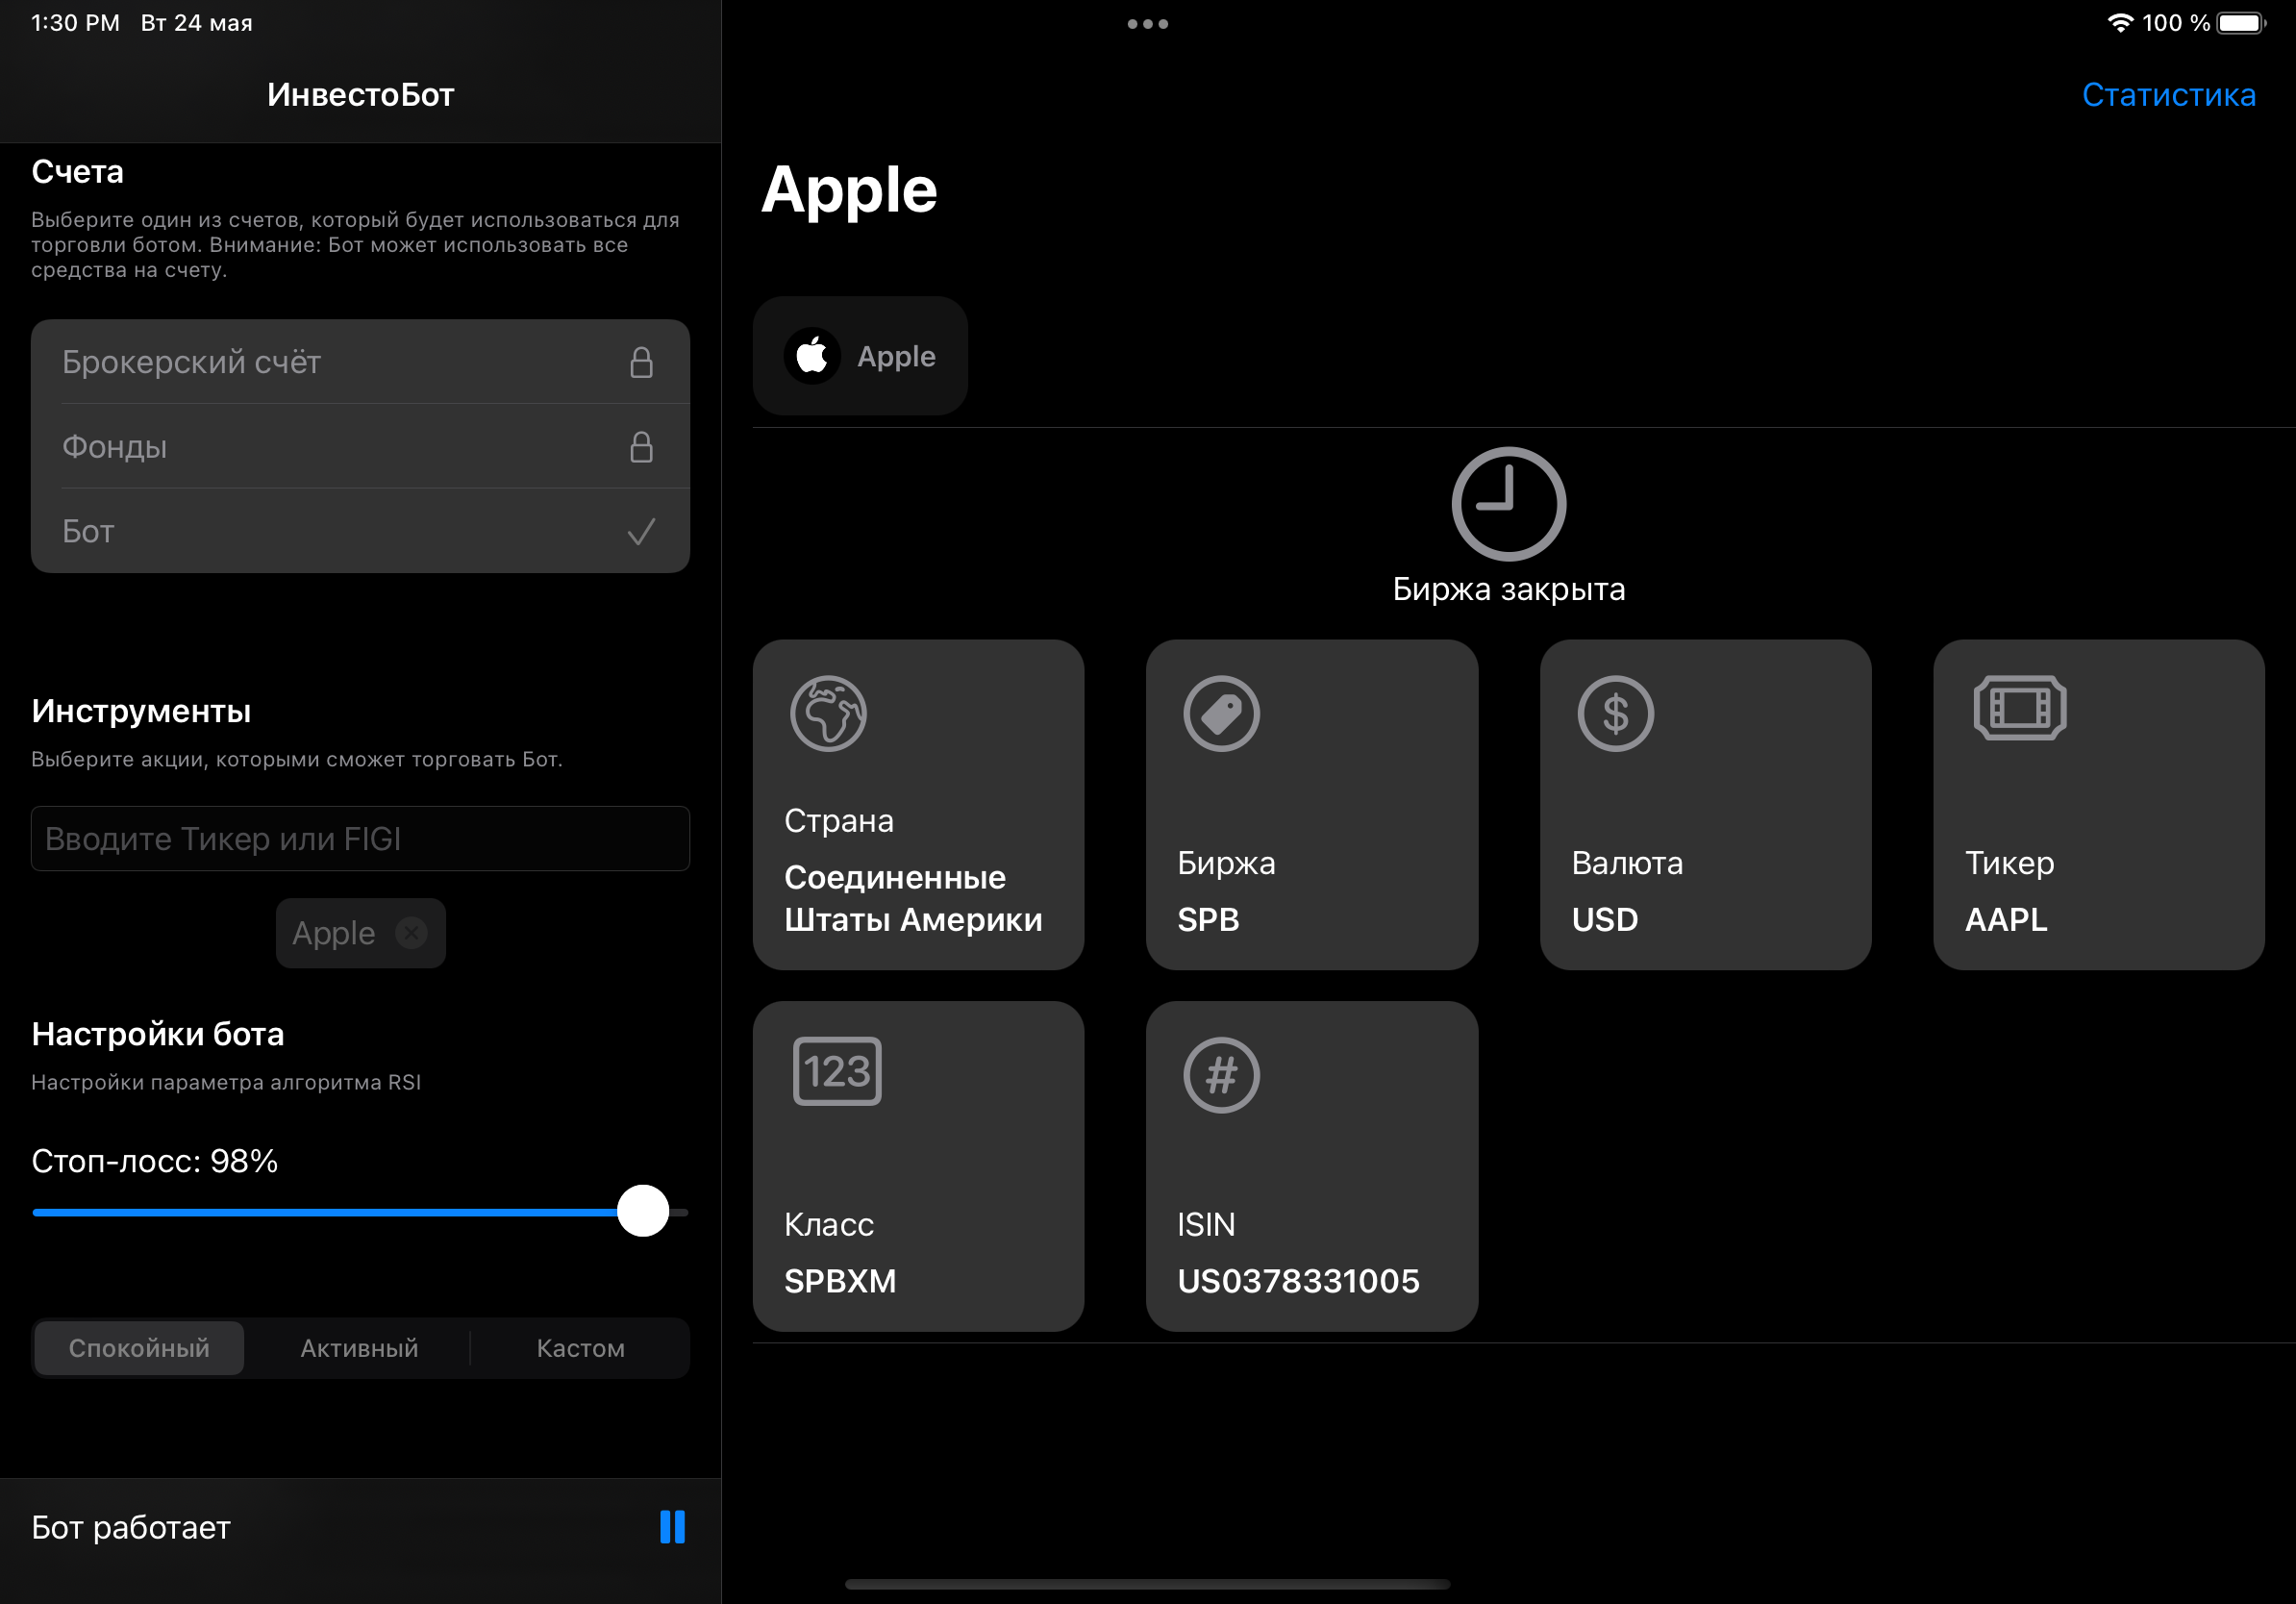 1:30 PM Вт 24 мая
100 %
ИнвестоБот
Счета
Выберите один из счетов, который будет использоваться для
торговли ботом. Внимание: Бот может использовать все
средства на счету.
Брокерский счёт
Фонды
Бот
Инструменты
Выберите акции, которыми сможет торговать Бот.
Вводите Тикер или FIGI
Apple
Настройки бота
Настройки параметра алгоритма RSI
Стоп-лосс: 98%
Спокойный
Активный
Кастом
Бот работает
Статистика
Apple
Apple
Биржа закрыта
Страна
Соединенные
Штаты Америки
Биржа
SPB
$
Валюта
USD
Тикер
AAPL
123
Класс
SPBXM
#
ISIN
US0378331005